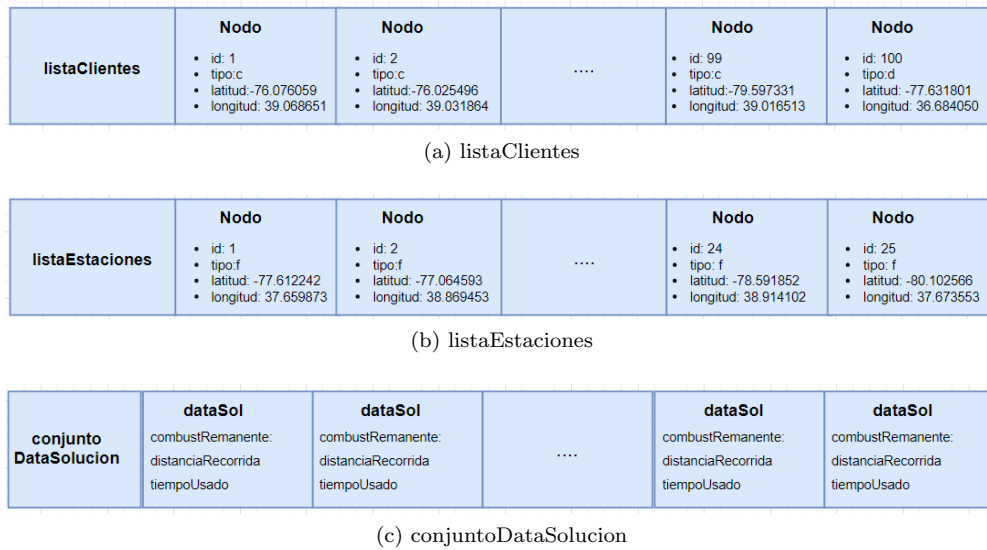 listaClientes
Nodo
• id: 1
• tipo:c
• latitud:-76.076059
• longitud: 39.068651
Nodo
• id: 2
• tipo:c
• latitud:-76.025496
• longitud: 39.031864
....
Nodo
• id: 99
• tipo:c
• latitud:-79.597331
• longitud: 39.016513
Nodo
• id: 100
• tipo:d
• latitud: -77.631801
• longitud: 36.684050
(a) listaClientes
listaEstaciones
Nodo
• id: 1
• tipo:f
• latitud: -77.612242
• longitud: 37.659873
Nodo
• id: 2
• tipo:f
• latitud: -77.064593
• longitud: 38.869453
....
Nodo
• id: 24
• tipo: f
• latitud: -78.591852
• longitud: 38.914102
Nodo
• id: 25
• tipo: f
• latitud: -80.102566
• longitud: 37.673553
(b) listaEstaciones
conjunto
DataSolucion
dataSol
combustRemanente:
distanciaRecorrida
tiempoUsado
dataSol
combustRemanente:
distanciaRecorrida
tiempoUsado
....
dataSol
combustRemanente:
distanciaRecorrida
tiempoUsado
dataSol
combustRemanente:
distanciaRecorrida
tiempoUsado
(c) conjuntoDataSolucion